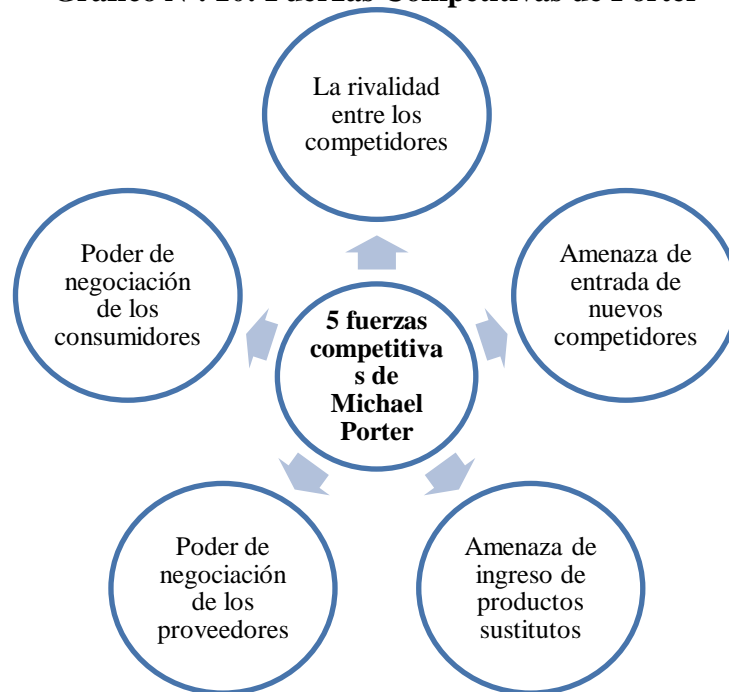 La rivalidad
entre los
competidores
Amenaza de
entrada de
nuevos
competidores
Amenaza de
ingreso de
productos
sustitutos
Poder de
negociación
de los
proveedores
Poder de
negociación
de los
consumidores
5 fuerzas
competitiva
s de
Michael
Porter